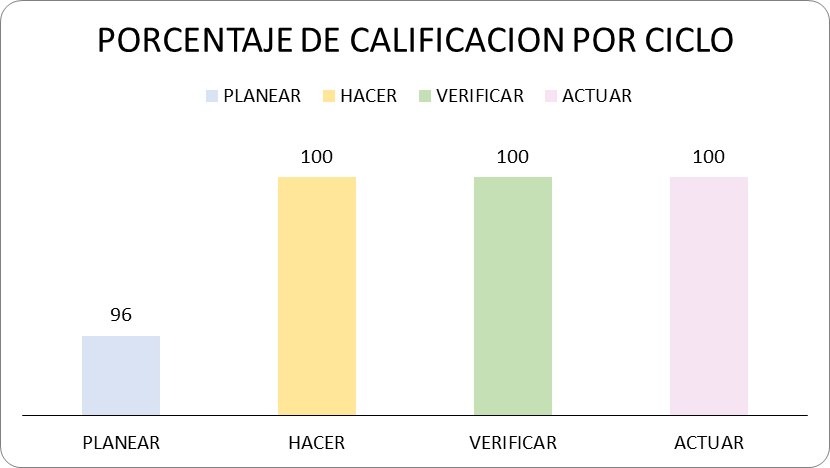 PORCENTAJE DE CALIFICACION POR CICLO
PLANEAR HACER VERIFICAR ACTUAR
100 100 100
96
PLANEAR HACER VERIFICAR ACTUAR